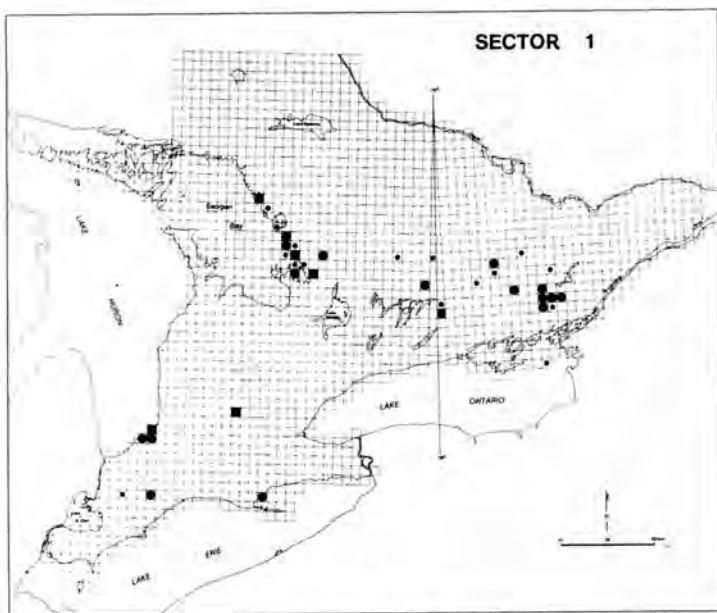 SECTOR 1
LAKE
HURON
Georgian
Bay
LAKE ONTARIO
LAKE ERIE